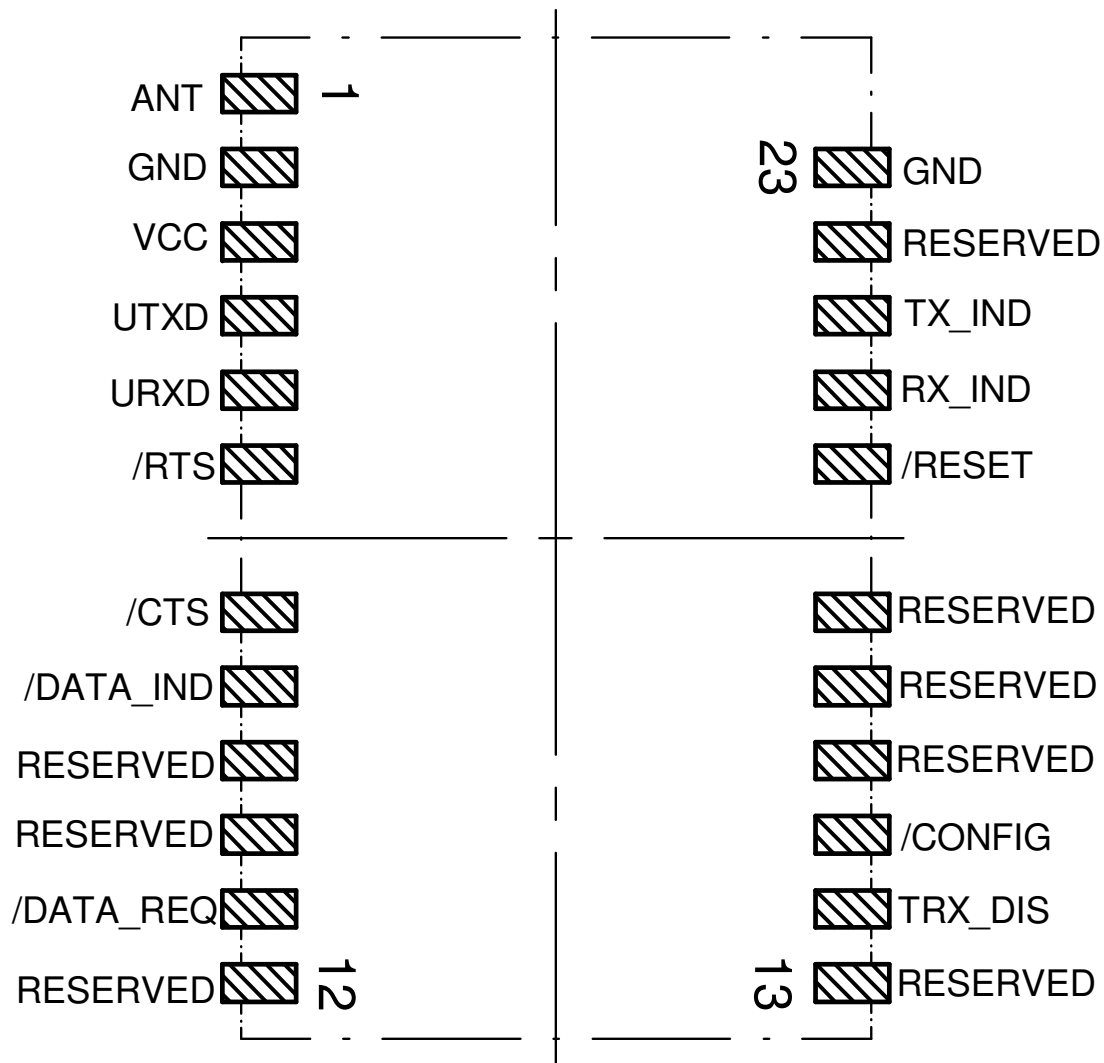 ANT
1
GND
VCC
UTXD
URXD
/RTS
/CTS
/DATA_IND
RESERVED
RESERVED
/DATA_REQ
RESERVED
12
23
GND
RESERVED
TX_IND
RX_IND
/RESET
RESERVED
RESERVED
RESERVED
/CONFIG
TRX_DIS
13
RESERVED